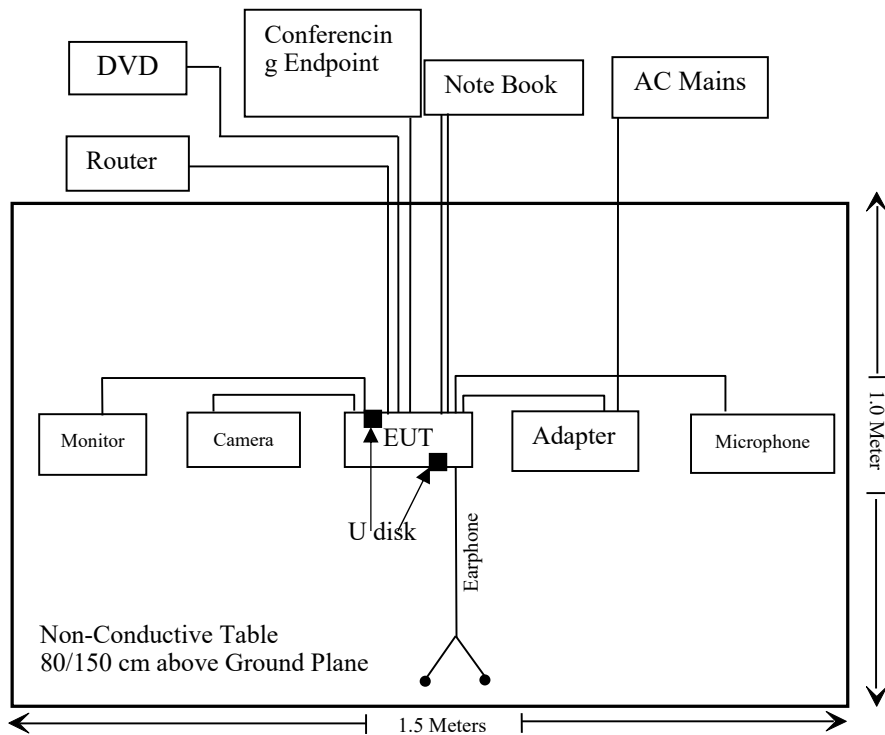 Conferencin
g Endpoint
DVD
Note Book
AC Mains
Router
1.0 Meter
Monitor
Camera
EUT
Adapter
Microphone
U disk
Earphone
Non-Conductive Table
80/150 cm above Ground Plane
1.5 Meters